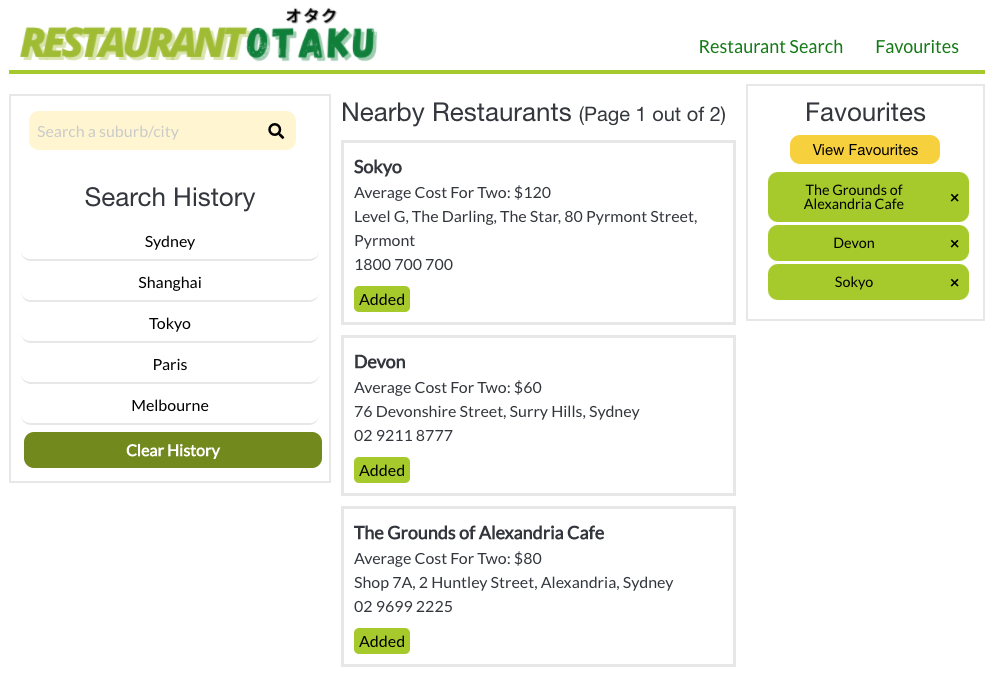 オタク
RESTAURANTOTAKU
Restaurant Search
Favourites
Search a suburb/city
Search History
Sydney
Shanghai
Tokyo
Paris
Melbourne
Clear History
Nearby Restaurants (Page 1 out of 2)
Sokyo
Average Cost For Two: $120
Level G, The Darling, The Star, 80 Pyrmont Street,
Pyrmont
1800 700 700
Added
Devon
Average Cost For Two: $60
76 Devonshire Street, Surry Hills, Sydney
02 9211 8777
Added
The Grounds of Alexandria Cafe
Average Cost For Two: $80
Shop 7A, 2 Huntley Street, Alexandria, Sydney
02 9699 2225
Added
Favourites
View Favourites
The Grounds of
Alexandria Cafe ×
Devon ×
Sokyo ×